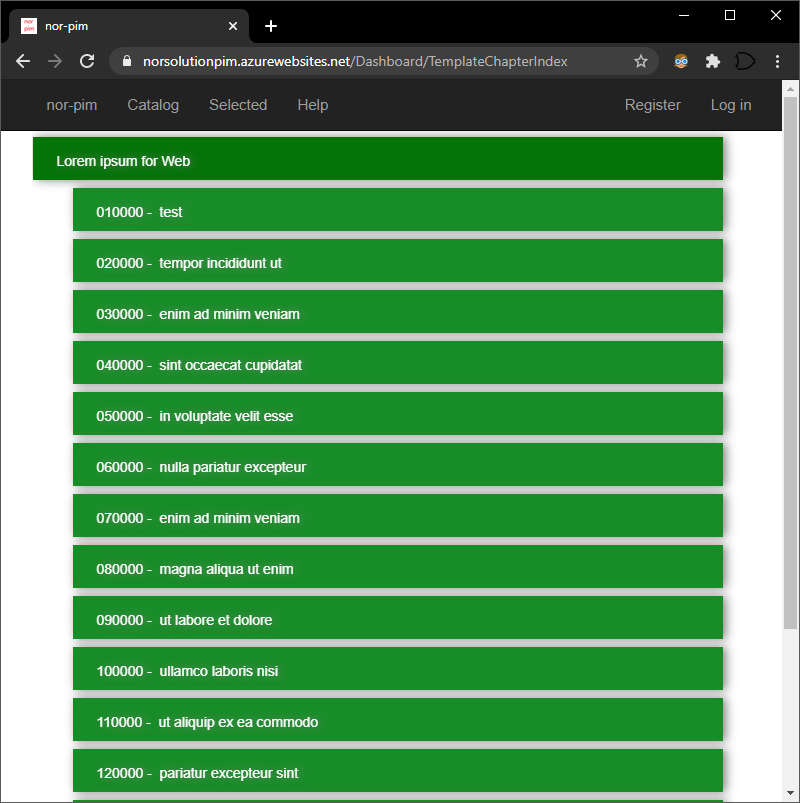 nor
pim
nor-pim
norsolutionpim.azurewebsites.net/Dashboard/TemplateChapterIndex
nor-pim Catalog Selected Help Register Log in
Lorem ipsum for Web
010000 - test
020000 - tempor incididunt ut
030000 - enim ad minim veniam
040000 - sint occaecat cupidatat
050000 - in voluptate velit esse
060000 - nulla pariatur excepteur
070000 - enim ad minim veniam
080000 - magna aliqua ut enim
090000 - ut labore et dolore
100000 - ullamco laboris nisi
110000 - ut aliquip ex ea commodo
120000 - pariatur excepteur sint